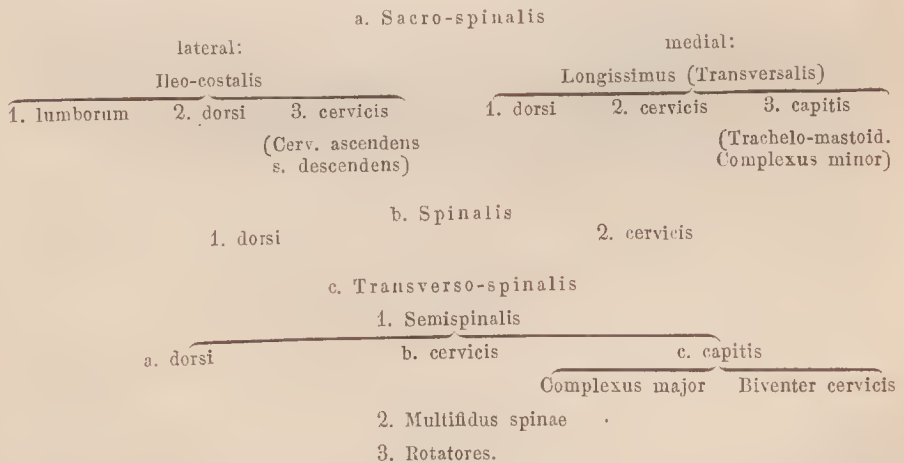 a. Sacro-spinalis
lateral:
medial:
Ileo-costalis
Longissimus (Transversalis)
1. lumborum 2. dorsi 3. cervicis
1. dorsi 2. cervicis 3. capitis
(Cerv. ascendens
s. descendens)
(Trachelo-mastoid.
Complexus minor)
b. Spinalis
1. dorsi 2. cervicis
c. Transverso-spinalis
1. Semispinalis
a. dorsi b. cervicis c. capitis
Complexus major Biventer cervicis
2. Multifidus spinae
3. Rotatores.